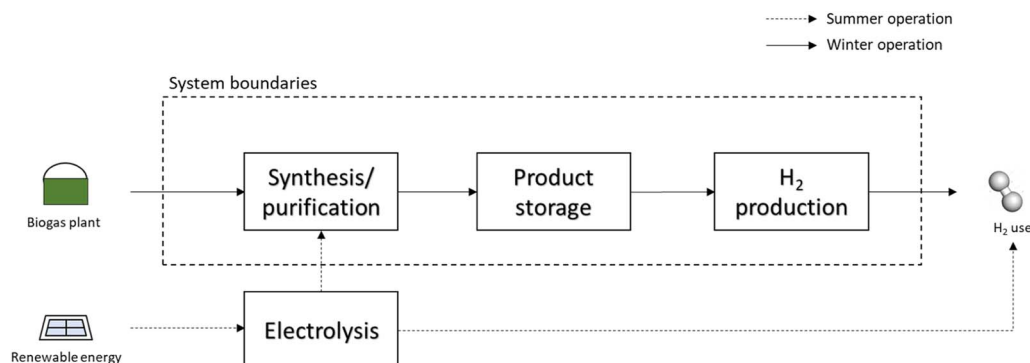 Summer operation
Winter operation
System boundaries
Synthesis/
purification
Product
storage
H₂
production
Biogas plant
H₂ use
Electrolysis
Renewable energy